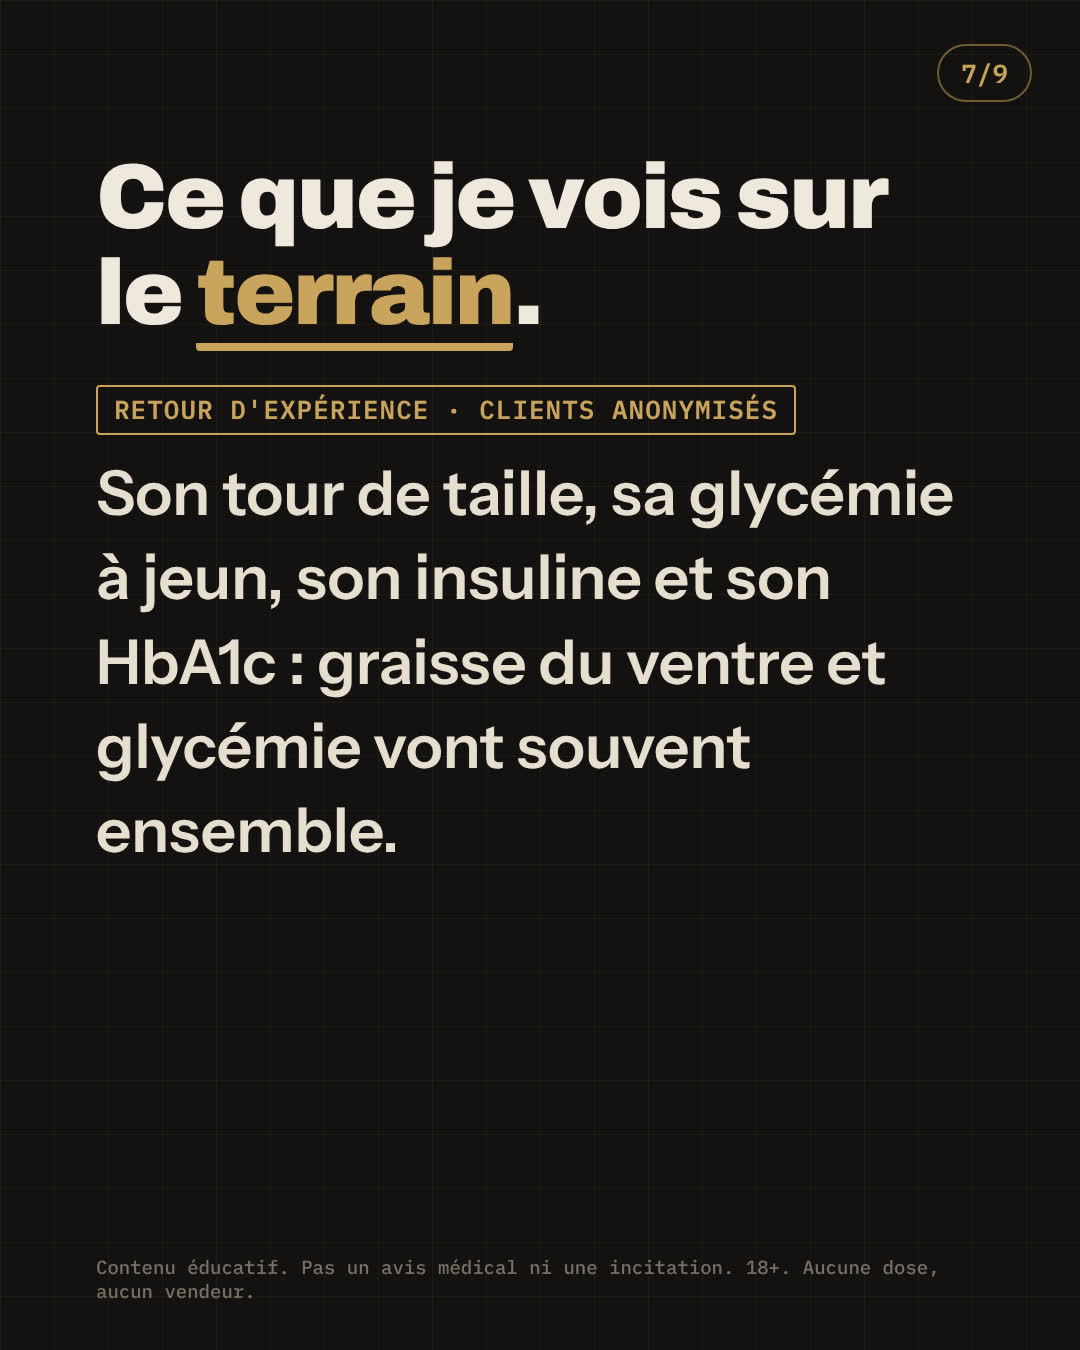 7/9
Ce que je vois sur
le terrain.
RETOUR D'EXPÉRIENCE · CLIENTS ANONYMISÉS
Son tour de taille, sa glycémie
à jeun, son insuline et son
HbA1c : graisse du ventre et
glycémie vont souvent
ensemble.
Contenu éducatif. Pas un avis médical ni une incitation. 18+. Aucune dose,
aucun vendeur.